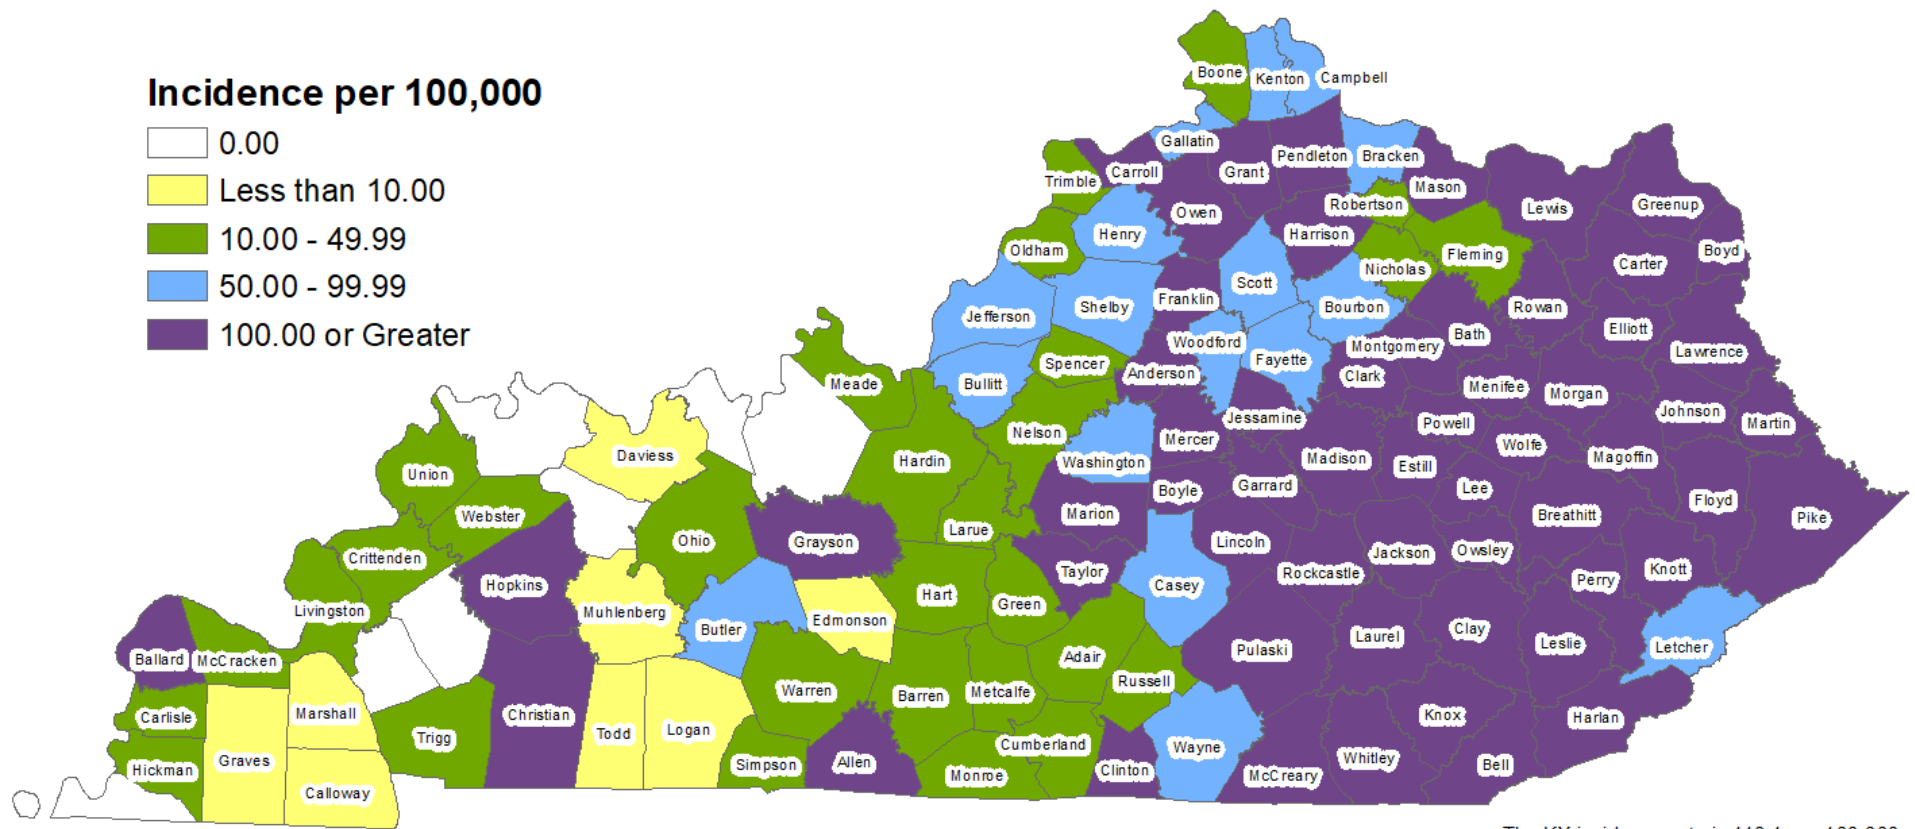 Incidence per 100,000
0.00
Less than 10.00
10.00 - 49.99
50.00 - 99.99
100.00 or Greater
Boone
Kenton
Campbell
Gallatin
Carroll
Grant
Pendleton
Bracken
Mason
Trimble
Owen
Robertson
Lewis
Greenup
Oldham
Henry
Harrison
Nicholas
Fleming
Carter
Boyd
Jefferson
Shelby
Franklin
Scott
Bourbon
Rowan
Elliott
Lawrence
Woodford
Fayette
Montgomery
Bath
Bullitt
Spencer
Anderson
Clark
Menifee
Morgan
Meade
Jessamine
Powell
Johnson
Martin
Nelson
Mercer
Wolfe
Daviess
Hardin
Washington
Madison
Estill
Magoffin
Union
Boyle
Garrard
Lee
Floyd
Webster
Larue
Marion
Breathitt
Pike
Ohio
Grayson
Lincoln
Jackson
Owsley
Crittenden
Hopkins
Taylor
Casey
Rockcastle
Perry
Knott
Livingston
Muhlenberg
Butler
Edmonson
Hart
Green
Pulaski
Laurel
Clay
Leslie
Letcher
Ballard
McCracken
Adair
Warren
Barren
Metcalfe
Russell
Carlisle
Marshall
Christian
Todd
Logan
Trigg
Knox
Harlan
Hickman
Graves
Calloway
Simpson
Allen
Monroe
Cumberland
Clinton
Wayne
McCreary
Whitley
Bell